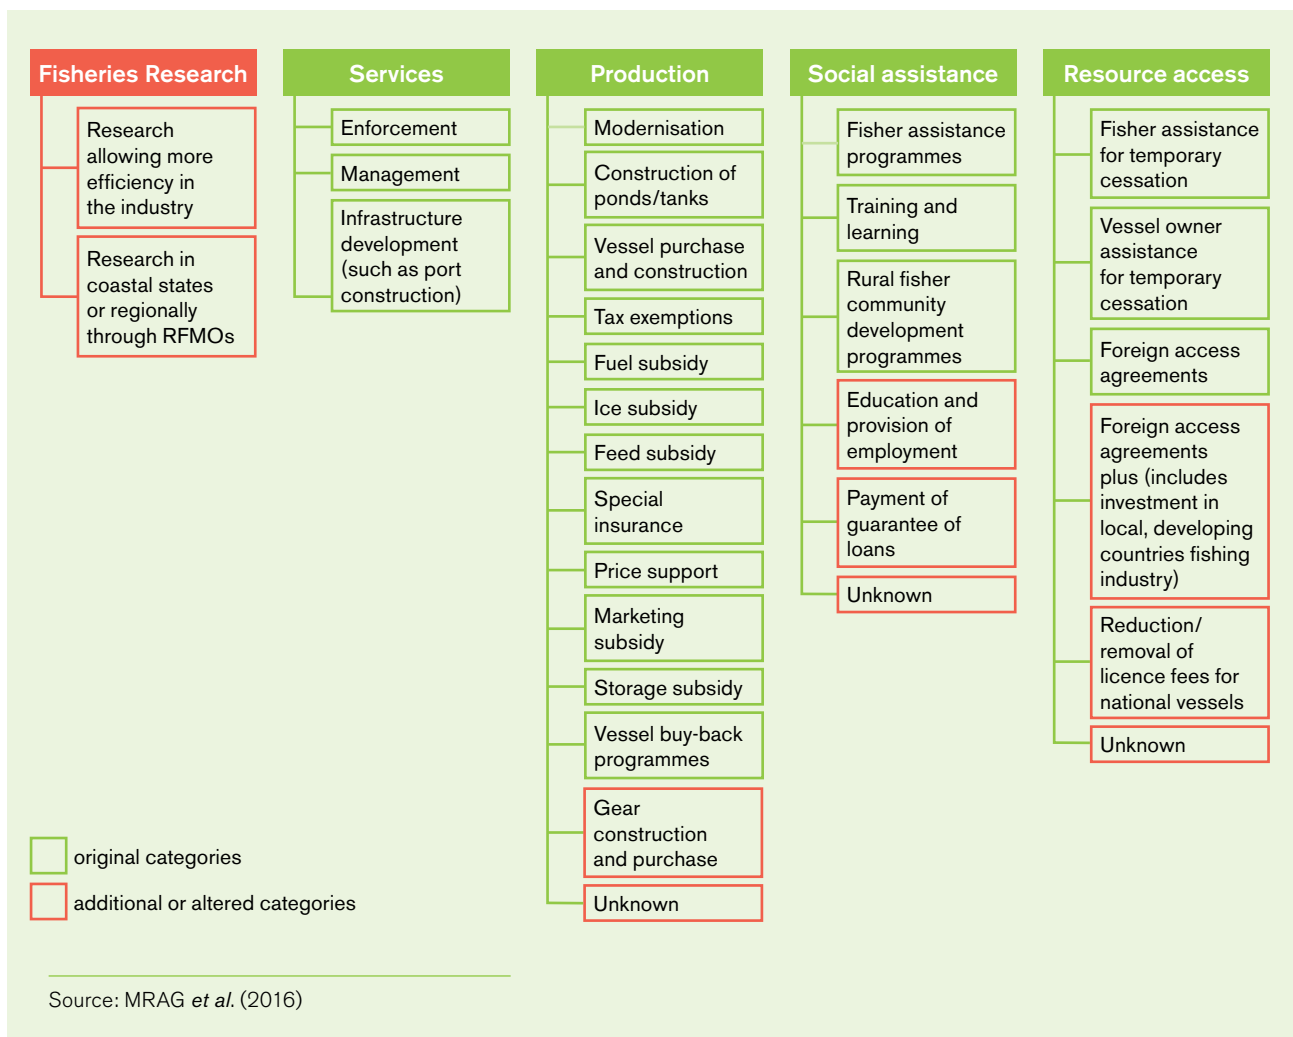 Fisheries Research
Research
allowing more
efficiency in
the industry
Research in
coastal states
or regionally
through RFMOs
Services
Enforcement
Management
Infrastructure
development
(such as port
construction)
Production
Modernisation
Construction of
ponds/tanks
Vessel purchase
and construction
Tax exemptions
Fuel subsidy
Ice subsidy
Feed subsidy
Special
insurance
Price support
Marketing
subsidy
Storage subsidy
Vessel buy-back
programmes
Gear
construction
and purchase
Unknown
Social assistance
Fisher assistance
programmes
Training and
learning
Rural fisher
community
development
programmes
Education and
provision of
employment
Payment of
guarantee of
loans
Unknown
Resource access
Fisher assistance
for temporary
cessation
Vessel owner
assistance
for temporary
cessation
Foreign access
agreements
Foreign access
agreements
plus (includes
investment in
local, developing
countries fishing
industry)
Reduction/
removal of
licence fees for
national vessels
Unknown
original categories
additional or altered categories
Source: MRAG et al. (2016)